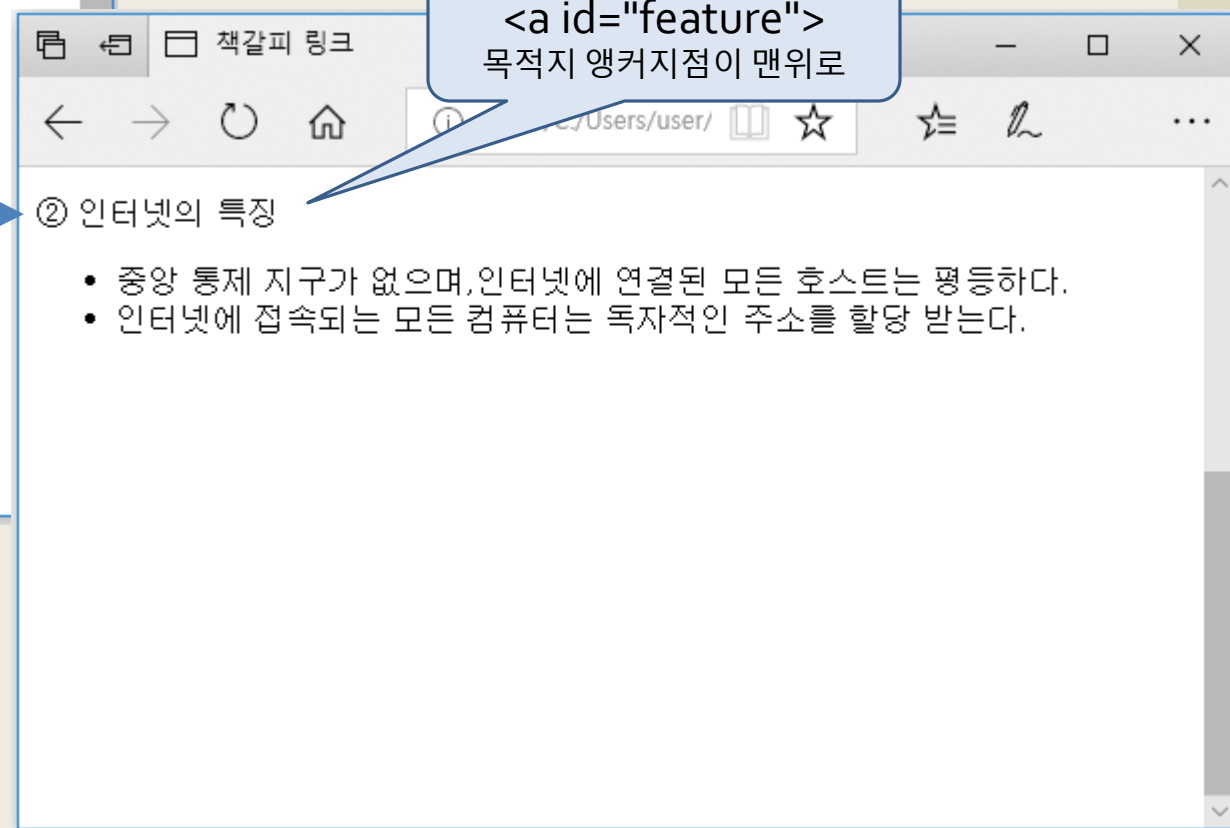 <a id="feature">
목적지 앵커지점이 맨위로
책갈피 링크
/Users/user/
② 인터넷의 특징
• 중앙 통제 지구가 없으며,인터넷에 연결된 모든 호스트는 평등하다.
• 인터넷에 접속되는 모든 컴퓨터는 독자적인 주소를 할당 받는다.